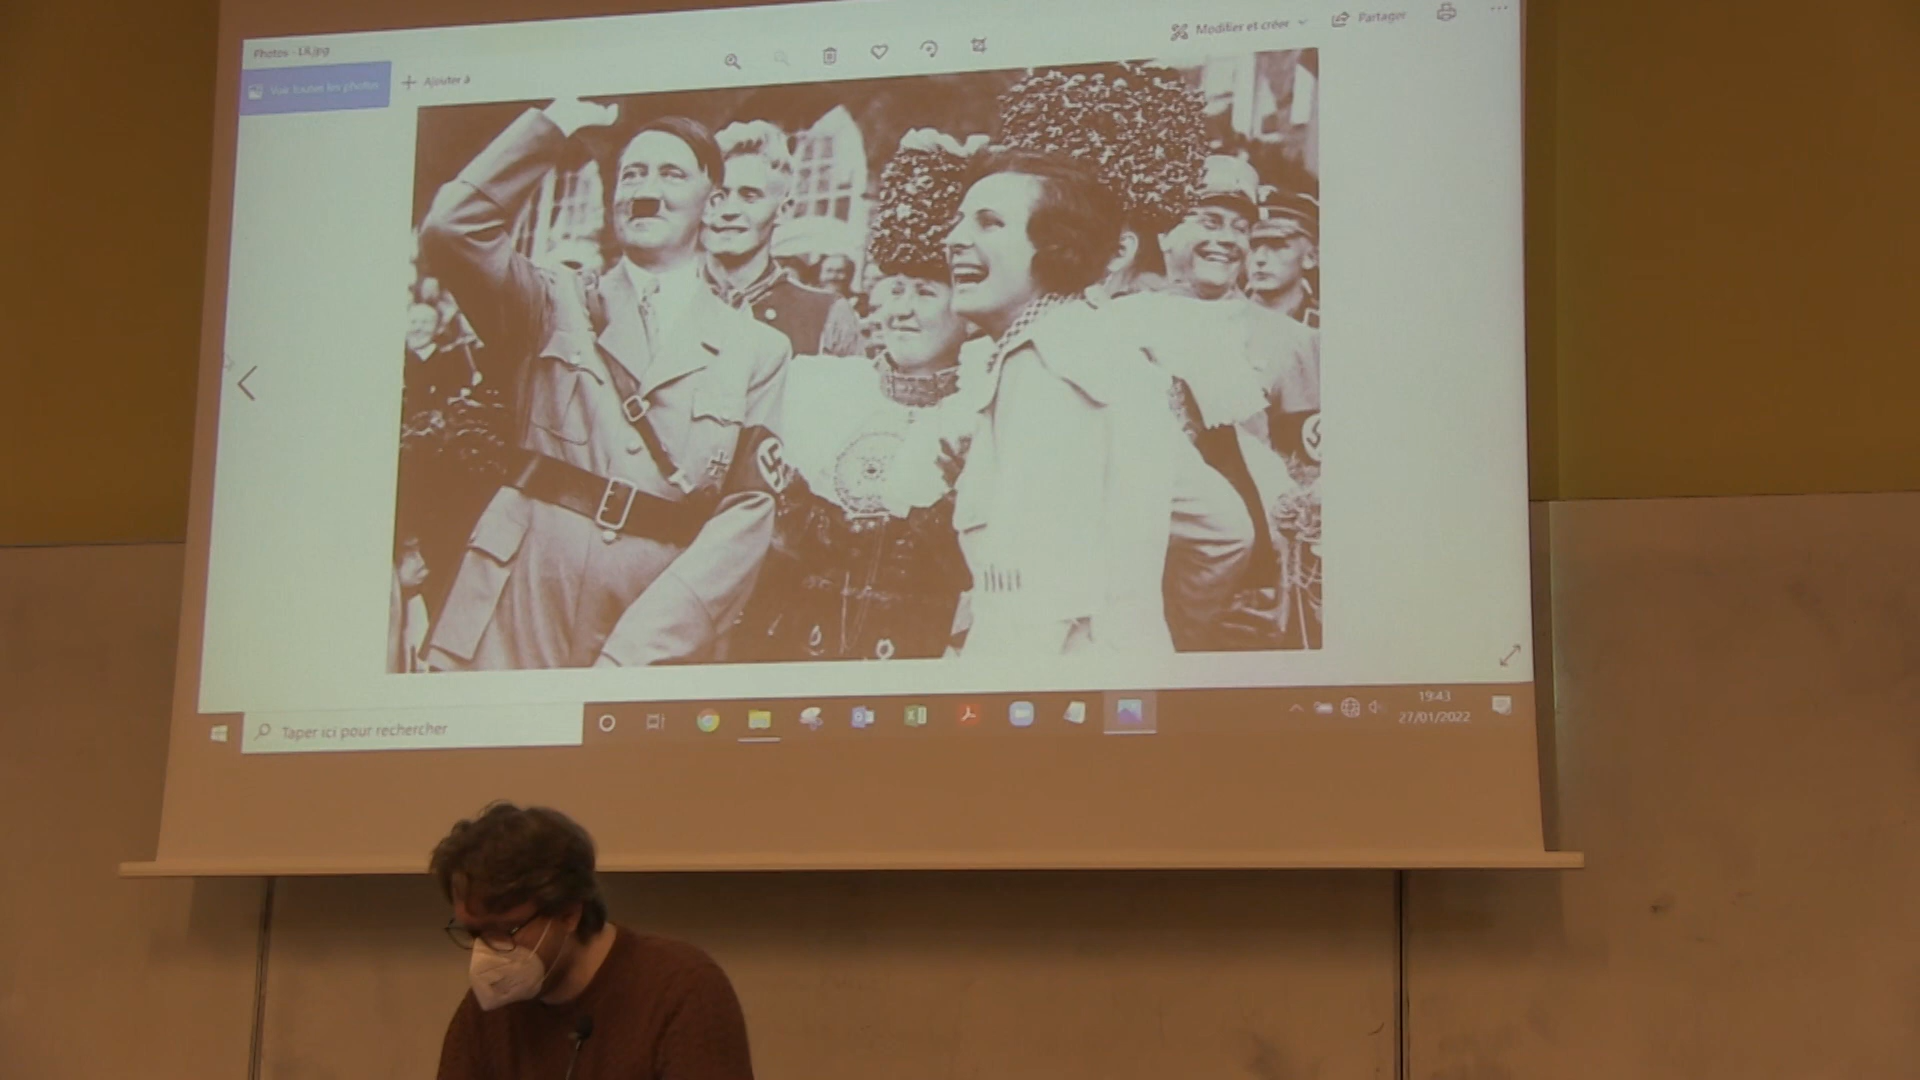 Photos - LR.jpg
Voir toutes les photos
Ajouter à
Modifier et créer
Partager
Taper ici pour rechercher
19:43
27/01/2022